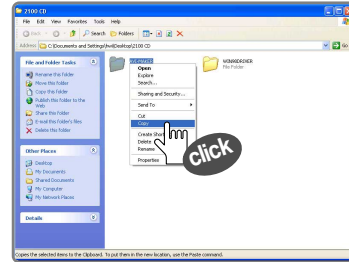 2100 CD
File Edit View Favorites Tools Help
Back Search Folders
Address C:\Documents and Settings\hwill\Desktop\2100 CD Go
File and Folder Tasks
Rename this folder
Move this folder
Copy this folder
Publish this folder to the Web
Share this folder
E-mail this folder's files
Delete this folder
Other Places
Desktop
My Documents
Shared Documents
My Computer
My Network Places
Details
WIN98DRIVER
File Folder
Open
Explore
Search...
Sharing and Security...
Send To
Cut
Copy
Create Short
Delete
Rename
Properties
click
Copies the selected items to the Clipboard. To put them in the new location, use the Paste command.